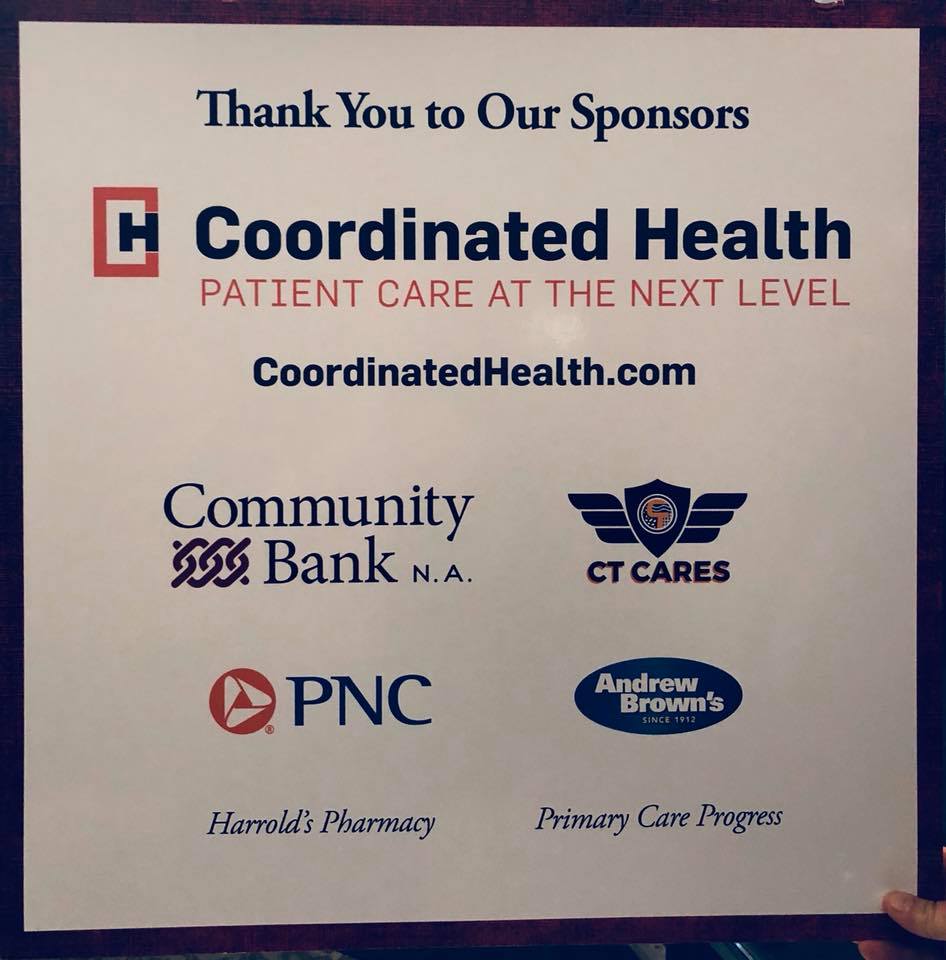 Thank You to Our Sponsors
CH Coordinated Health
PATIENT CARE AT THE NEXT LEVEL
CoordinatedHealth.com
Community
Bank N.A.
CT CARES
PNC
®
Andrew
Brown's
SINCE 1912
Harrold's Pharmacy
Primary Care Progress